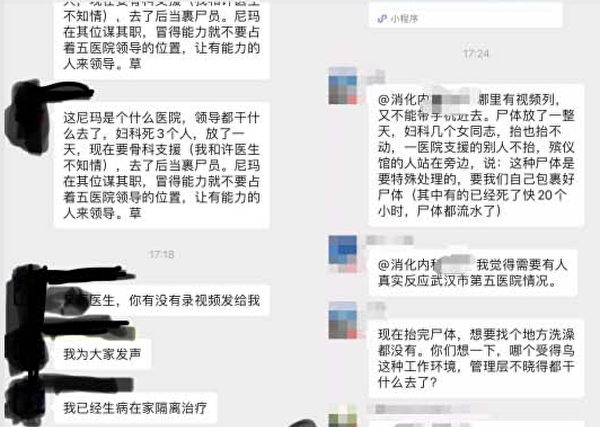 人，现在要骨科支援（我和许医生
不知情），去了后当裹尸员。尼玛
在其位谋其职，冒得能力就不要占
着五医院领导的位置，让有能力的
人来领导。草
这尼玛是个什么医院，领导都干什
么去了，妇科死3个人，放了一
天，现在要骨科支援（我和许医生
不知情），去了后当裹尸员。尼玛
在其位谋其职，冒得能力就不要占
着五医院领导的位置，让有能力的
人来领导。草
17:18
医生，你有没有录视频发给我
我为大家发声
我已经生病在家隔离治疗
小程序
17:24
@消化内 哪里有视频列，
又不能带手机进去。尸体放了一整
天，妇科几个女同志，抬也抬不
动，一医院支援的别人不抬，殡仪
馆的人站在旁边，说：这种尸体是
要特殊处理的，要我们自己包裹好
尸体（其中有的已经死了快20个
小时，尸体都流水了）
@消化内科 我觉得需要有人
真实反应武汉市第五医院情况。
现在抬完尸体，想要找个地方洗澡
都没有。你们想一下，哪个受得鸟
这种工作环境，管理层不晓得都干
什么去了？